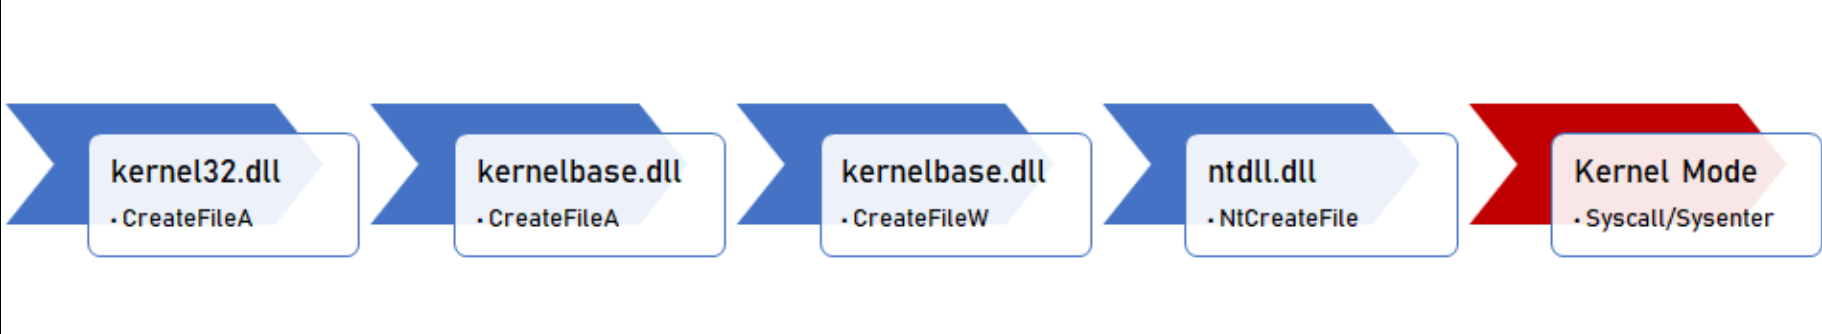 kernel32.dll
· CreateFileA
kernelbase.dll
· CreateFileA
kernelbase.dll
· CreateFileW
ntdll.dll
· NtCreateFile
Kernel Mode
· Syscall/Sysenter